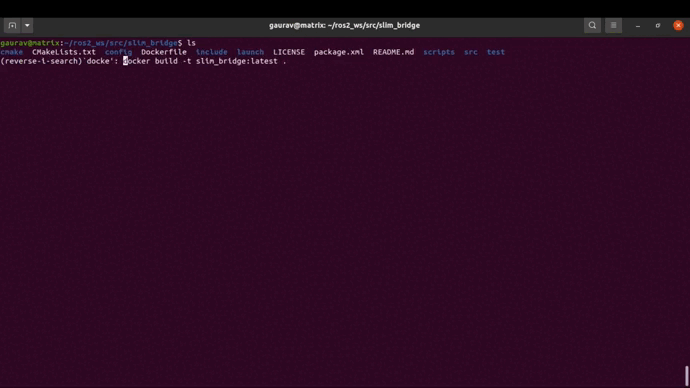 gaurav@matrix: ~/ros2_ws/src/slim_bridge
gaurav@matrix:~/ros2_ws/src/slim_bridge$ ls
cmake CMakeLists.txt config Dockerfile include launch LICENSE package.xml README.md scripts src test
(reverse-i-search)`docke': docker build -t slim_bridge:latest .